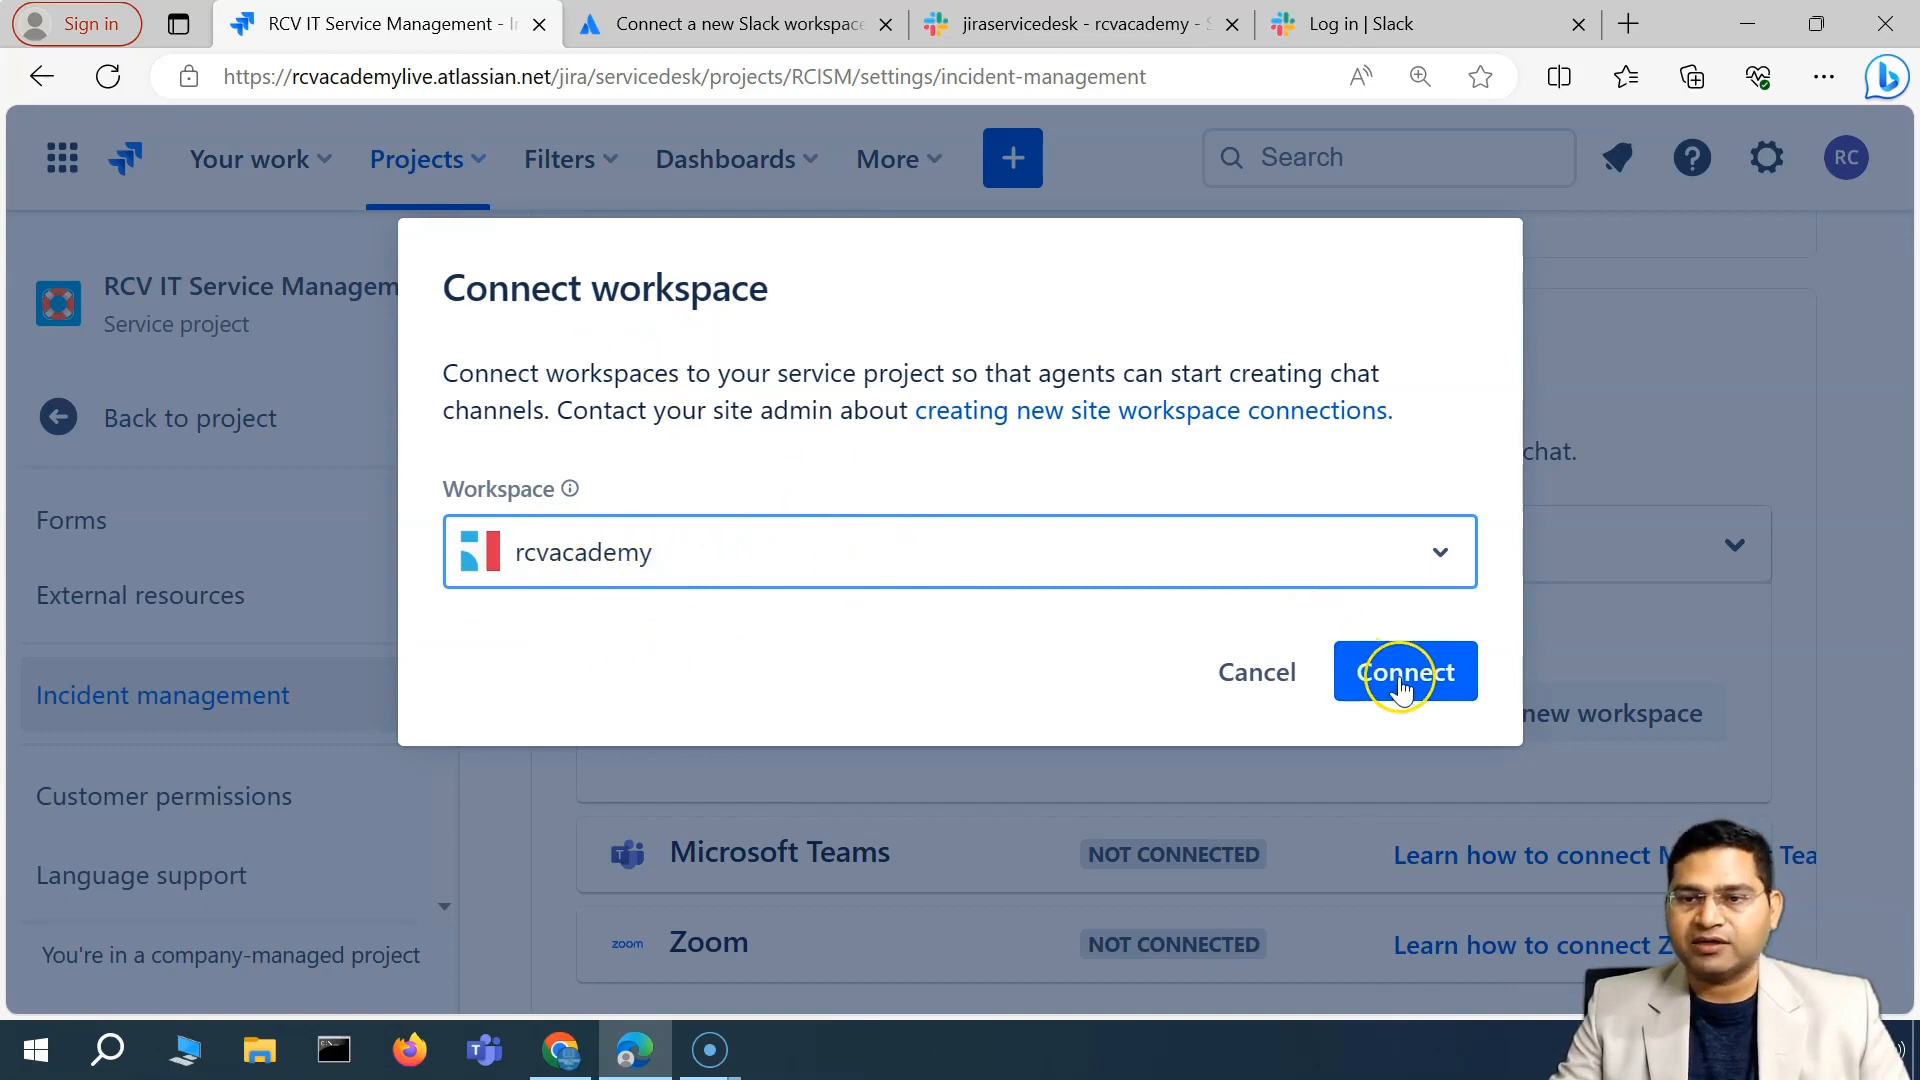 Sign in
RCV IT Service Management - I
Connect a new Slack workspace
jiraservicedesk - rcvacademy - S
Log in | Slack
https://rcvacademylive.atlassian.net/jira/servicedesk/projects/RCISM/settings/incident-management
Your work
Projects
Filters
Dashboards
More
Search
RC
RCV IT Service Managem
Service project
Back to project
Forms
External resources
Incident management
Customer permissions
Language support
You're in a company-managed project
Connect workspace
Connect workspaces to your service project so that agents can start creating chat
channels. Contact your site admin about creating new site workspace connections.
Workspace
rcvacademy
Cancel
Connect
chat.
new workspace
Microsoft Teams
NOT CONNECTED
Learn how to connect M t Tea
zoom
Zoom
NOT CONNECTED
Learn how to connect Z